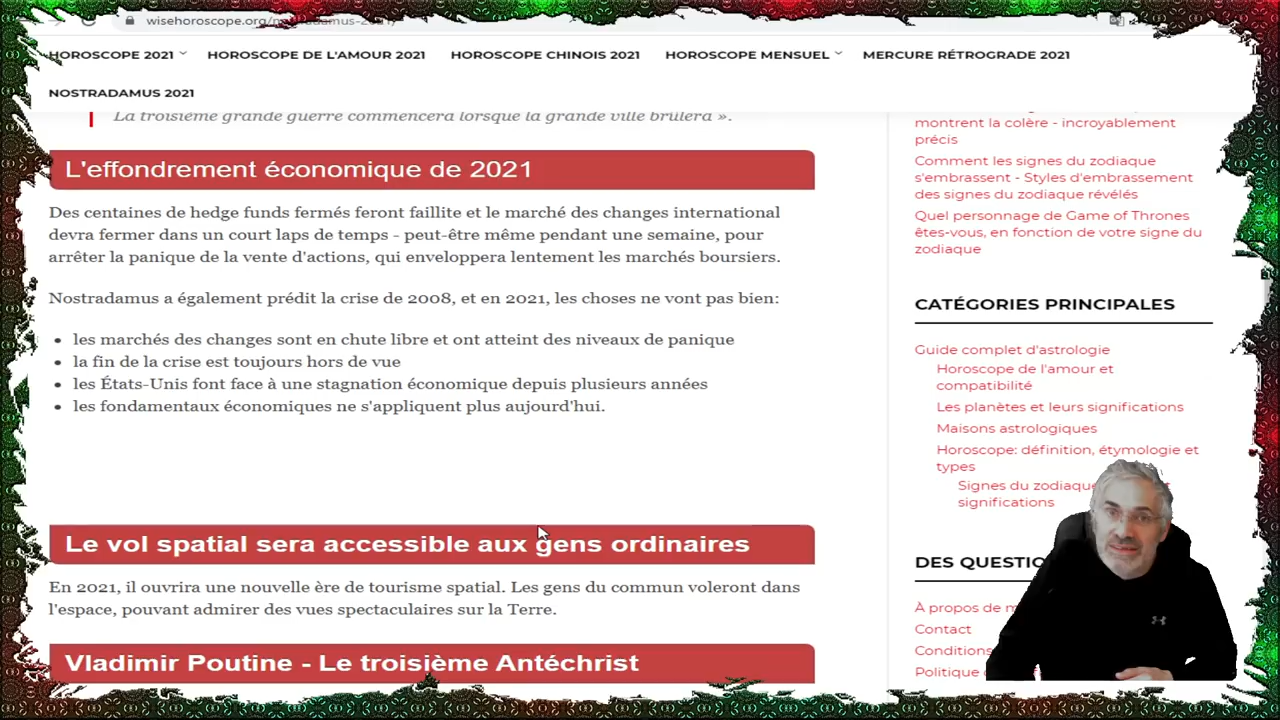 wisehoroscope.org/
HOROSCOPE 2021
HOROSCOPE DE L'AMOUR 2021
HOROSCOPE CHINOIS 2021
HOROSCOPE MENSUEL
MERCURE RÉTROGRADE 2021
NOSTRADAMUS 2021
La troisième grande guerre commencera lorsque la grande ville brûlera ».
L'effondrement économique de 2021
Des centaines de hedge funds fermés feront faillite et le marché des changes international
devra fermer dans un court laps de temps - peut-être même pendant une semaine, pour
arrêter la panique de la vente d'actions, qui enveloppera lentement les marchés boursiers.
Nostradamus a également prédit la crise de 2008, et en 2021, les choses ne vont pas bien:
• les marchés des changes sont en chute libre et ont atteint des niveaux de panique
• la fin de la crise est toujours hors de vue
• les États-Unis font face à une stagnation économique depuis plusieurs années
• les fondamentaux économiques ne s'appliquent plus aujourd'hui.
Le vol spatial sera accessible aux gens ordinaires
En 2021, il ouvrira une nouvelle ère de tourisme spatial. Les gens du commun voleront dans
l'espace, pouvant admirer des vues spectaculaires sur la Terre.
Vladimir Poutine - Le troisième Antéchrist
montrent la colère - incroyablement
précis
Comment les signes du zodiaque
s'embrassent - Styles d'embrassement
des signes du zodiaque révélés
Quel personnage de Game of Thrones
êtes-vous, en fonction de votre signe du
zodiaque
CATÉGORIES PRINCIPALES
Guide complet d'astrologie
Horoscope de l'amour et
compatibilité
Les planètes et leurs significations
Maisons astrologiques
Horoscope: définition, étymologie et
types
Signes du zodiaque
significations
DES
À propos de
Contact
Conditions
Politique